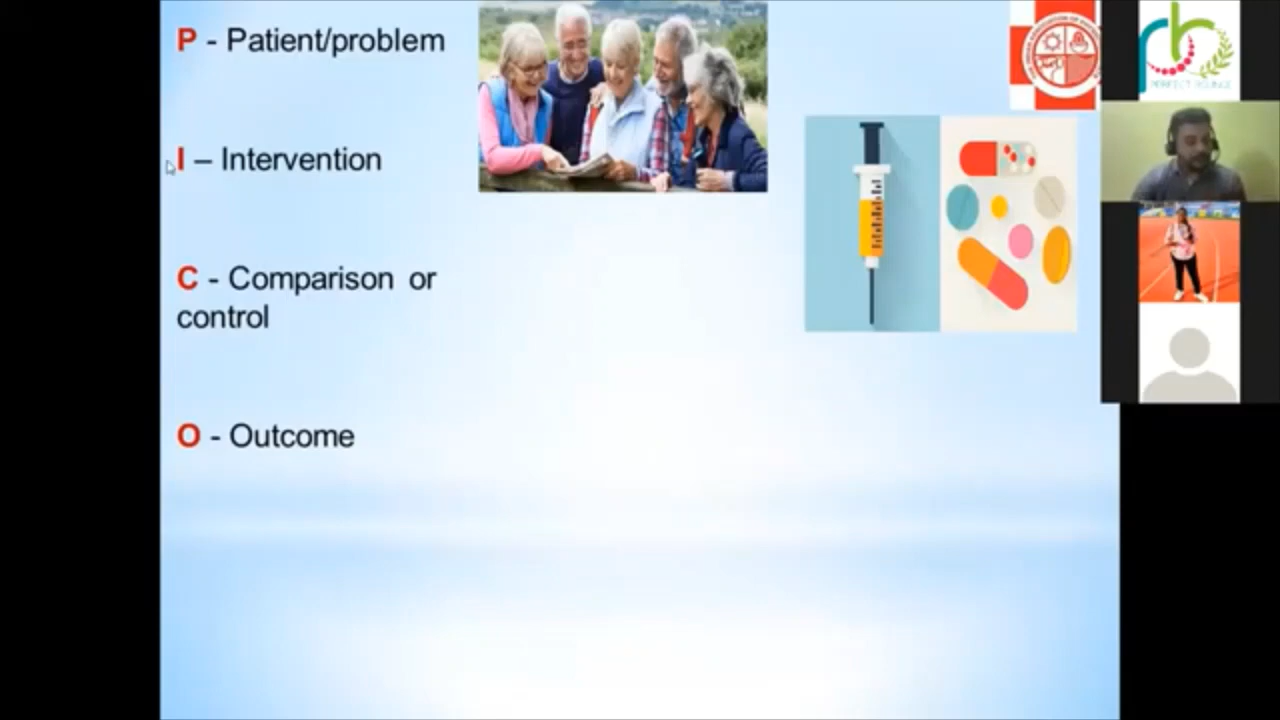 P - Patient/problem
I – Intervention
C - Comparison or
control
O - Outcome